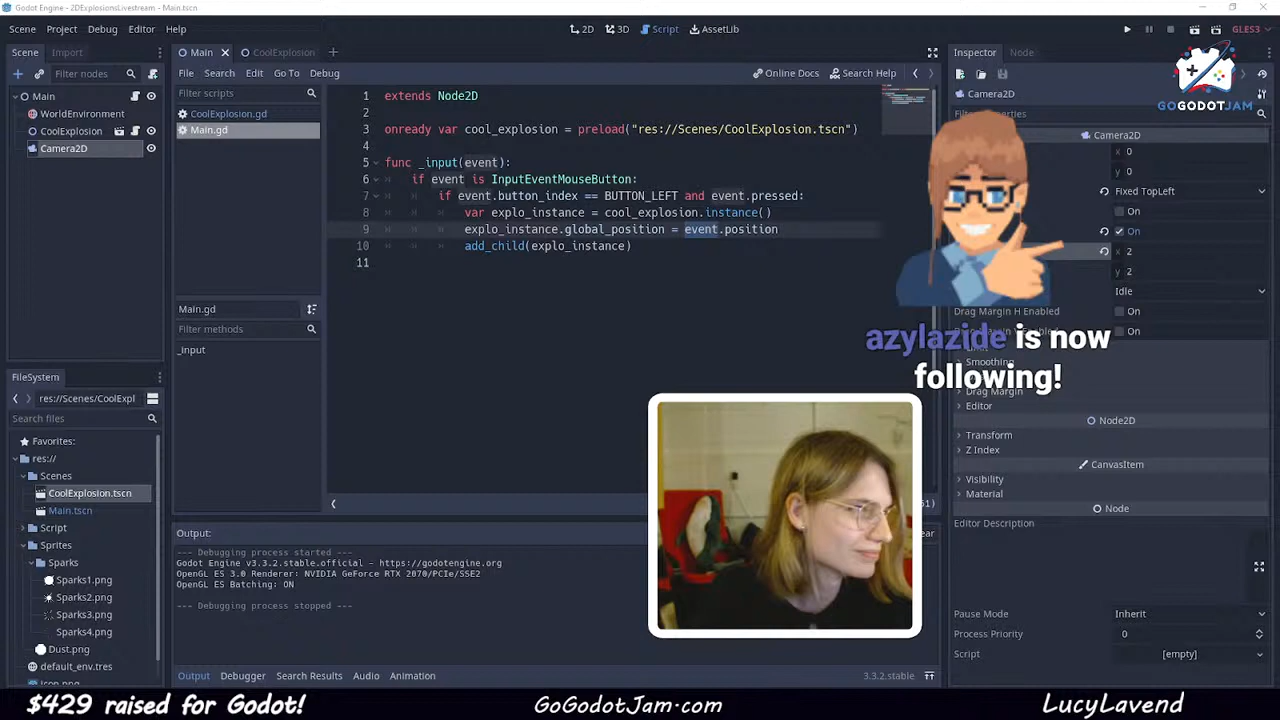 Godot Engine - 2DExplosionsLivestream - Main.tscn
Scene Project Debug Editor Help
2D 3D Script AssetLib
GLES3
Scene Import
Filter nodes
Main
WorldEnvironment
CoolExplosion
Camera2D
Main CoolExplosion
File Search Edit Go To Debug
Online Docs Search Help
Filter scripts
CoolExplosion.gd
Main.gd
Main.gd
Filter methods
_input
1 extends Node2D
2
3 onready var cool_explosion = preload("res://Scenes/CoolExplosion.tscn")
4
5 func _input(event):
6 if event is InputEventMouseButton:
7 if event.button_index == BUTTON_LEFT and event.pressed:
8 var explo_instance = cool_explosion.instance()
9 explo_instance.global_position = event.position
10 add_child(explo_instance)
11
FileSystem
res://Scenes/CoolExpl
Search files
Favorites:
res://
Scenes
CoolExplosion.tscn
Main.tscn
Script
Sprites
Sparks
Sparks1.png
Sparks2.png
Sparks3.png
Sparks4.png
Dust.png
default_env.tres
icon.png
Output:
--- Debugging process started ---
Godot Engine v3.3.2.stable.official - https://godotengine.org
OpenGL ES 3.0 Renderer: NVIDIA GeForce RTX 2070/PCIe/SSE2
OpenGL ES Batching: ON
--- Debugging process stopped ---
Output Debugger Search Results Audio Animation
3.3.2.stable
Inspector Node
GOGODOTJAM
Camera2D
Camera2D
x 0
y 0
Fixed TopLeft
On
On
x 2
y 2
Idle
Drag Margin H Enabled
On
On
azylazide is now
following!
Smoothing
Drag Margin
Editor
Node2D
Transform
Z Index
CanvasItem
Visibility
Material
Node
Editor Description
Pause Mode Inherit
Process Priority 0
Script [empty]
$429 raised for Godot!
GoGodotJam.com
LucyLavend